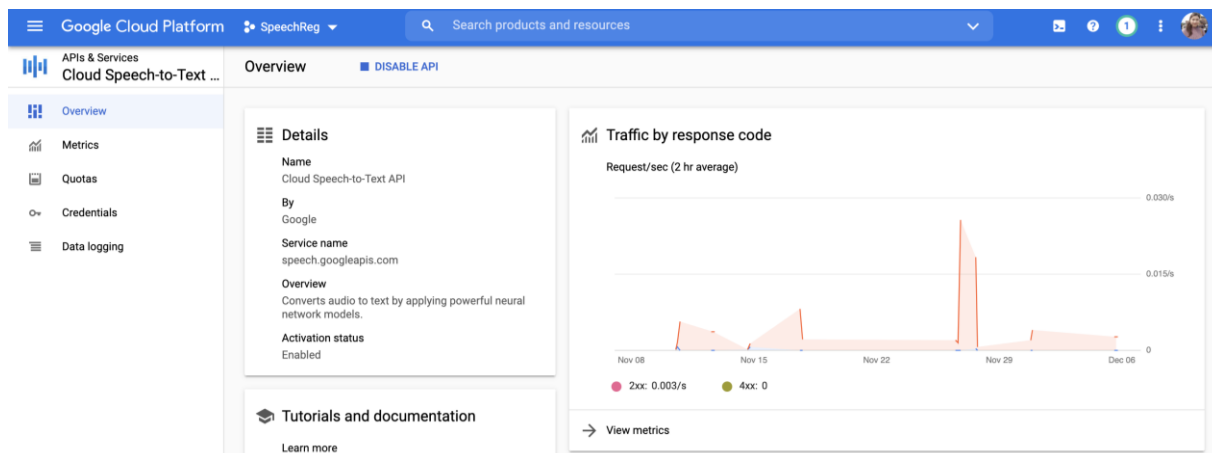 Google Cloud Platform
SpeechReg
Search products and resources
1
APIs & Services
Cloud Speech-to-Text ...
Overview
DISABLE API
Overview
Metrics
Quotas
Credentials
Data logging
Details
Name
Cloud Speech-to-Text API
By
Google
Service name
speech.googleapis.com
Overview
Converts audio to text by applying powerful neural
network models.
Activation status
Enabled
Tutorials and documentation
Learn more
Traffic by response code
Request/sec (2 hr average)
0.030/s
0.015/s
0
Nov 08 Nov 15 Nov 22 Nov 29 Dec 06
2xx: 0.003/s 4xx: 0
View metrics